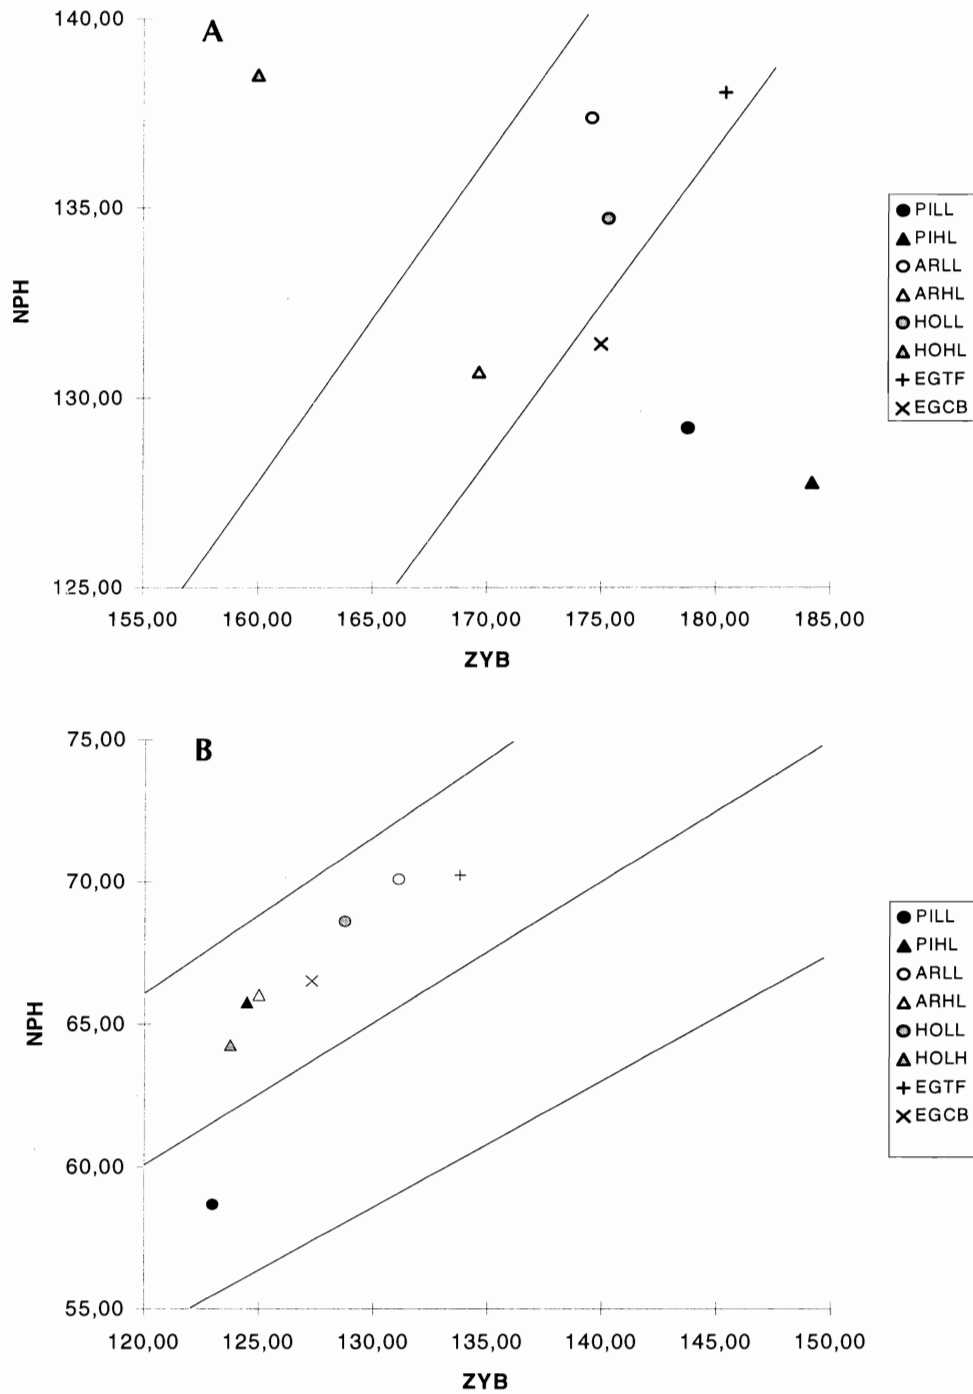 A
140,00
135,00
130,00
125,00
NPH
155,00 160,00 165,00 170,00 175,00 180,00 185,00
ZYB
PILL
PIHL
ARLL
ARHL
HOLL
HOHL
EGTF
EGCB
B
75,00
70,00
65,00
60,00
55,00
NPH
120,00 125,00 130,00 135,00 140,00 145,00 150,00
ZYB
PILL
PIHL
ARLL
ARHL
HOLL
HOLH
EGTF
EGCB